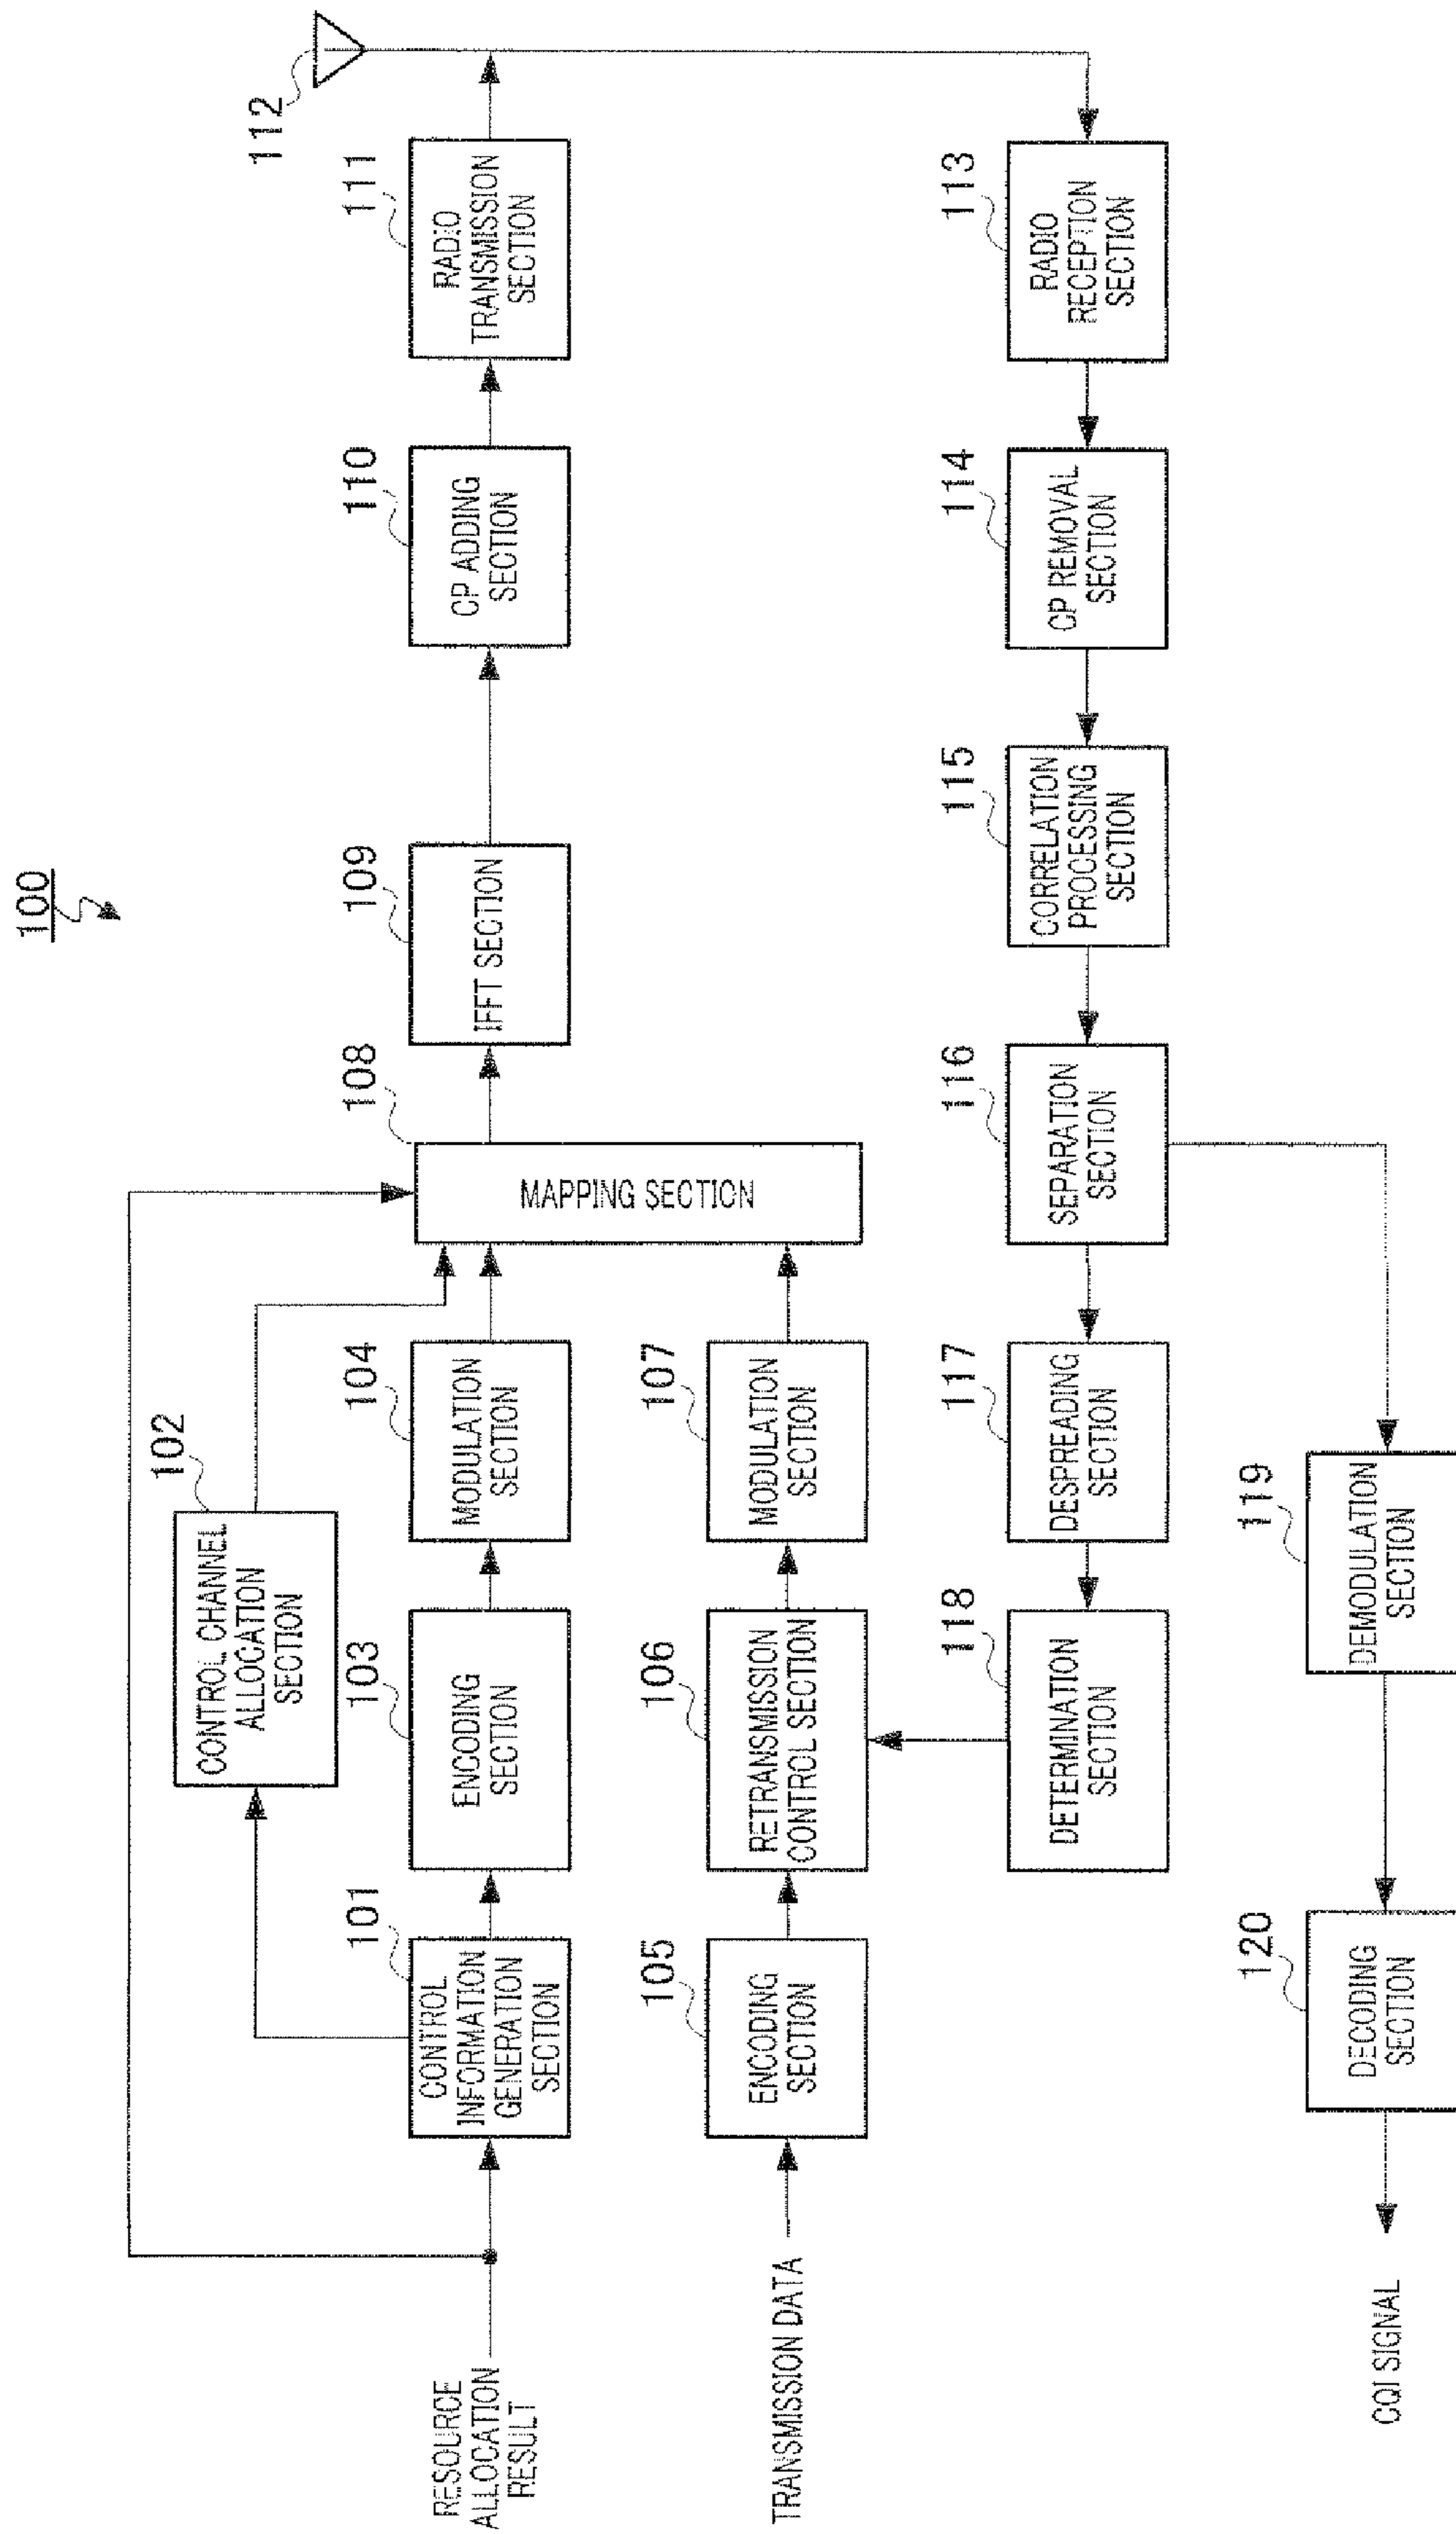 100
102
CONTROL CHANNEL
ALLOCATION
SECTION
112
RESOURCE
ALLOCATION
RESULT
101
CONTROL
INFORMATION
GENERATION
SECTION
103
ENCODING
SECTION
104
MODULATION
SECTION
108
MAPPING SECTION
109
IFFT SECTION
110
CP ADDING
SECTION
111
RADIO
TRANSMISSION
SECTION
TRANSMISSION DATA
105
ENCODING
SECTION
106
RETRANSMISSION
CONTROL SECTION
107
MODULATION
SECTION
118
DETERMINATION
SECTION
117
DESPREADING
SECTION
116
SEPARATION
SECTION
115
CORRELATION
PROCESSING
SECTION
114
CP REMOVAL
SECTION
113
RADIO
RECEPTION
SECTION
CQI SIGNAL
120
DECODING
SECTION
119
DEMODULATION
SECTION